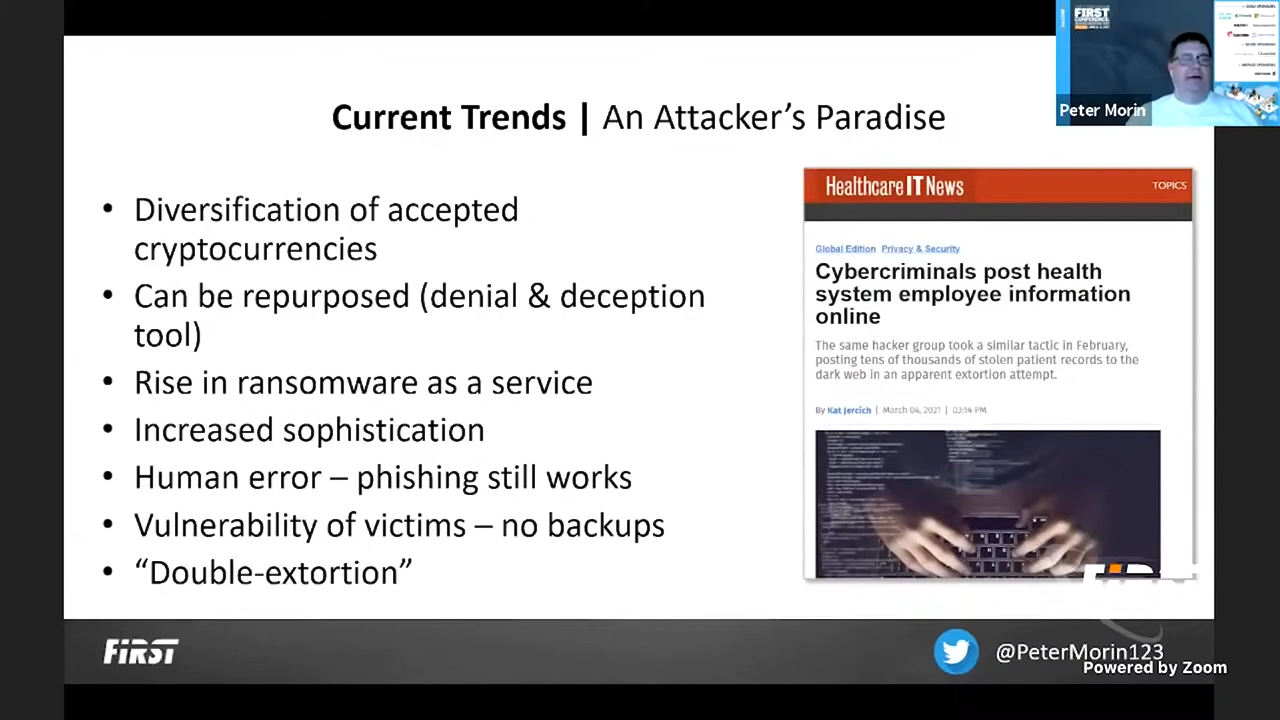 Current Trends | An Attacker's Paradise
• Diversification of accepted
cryptocurrencies
• Can be repurposed (denial & deception
tool)
• Rise in ransomware as a service
• Increased sophistication
• Human error – phishing still works
• Vulnerability of victims – no backups
• “Double-extortion”
Healthcare IT News
TOPICS
Global Edition Privacy & Security
Cybercriminals post health
system employee information
online
The same hacker group took a similar tactic in February,
posting tens of thousands of stolen patient records to the
dark web in an apparent extortion attempt.
By Kat Jercich | March 04, 2021 | 03:14 PM
FIRST
@PeterMorin123
Powered by Zoom
FIRST
CONFERENCE
Peter Morin
FIRST